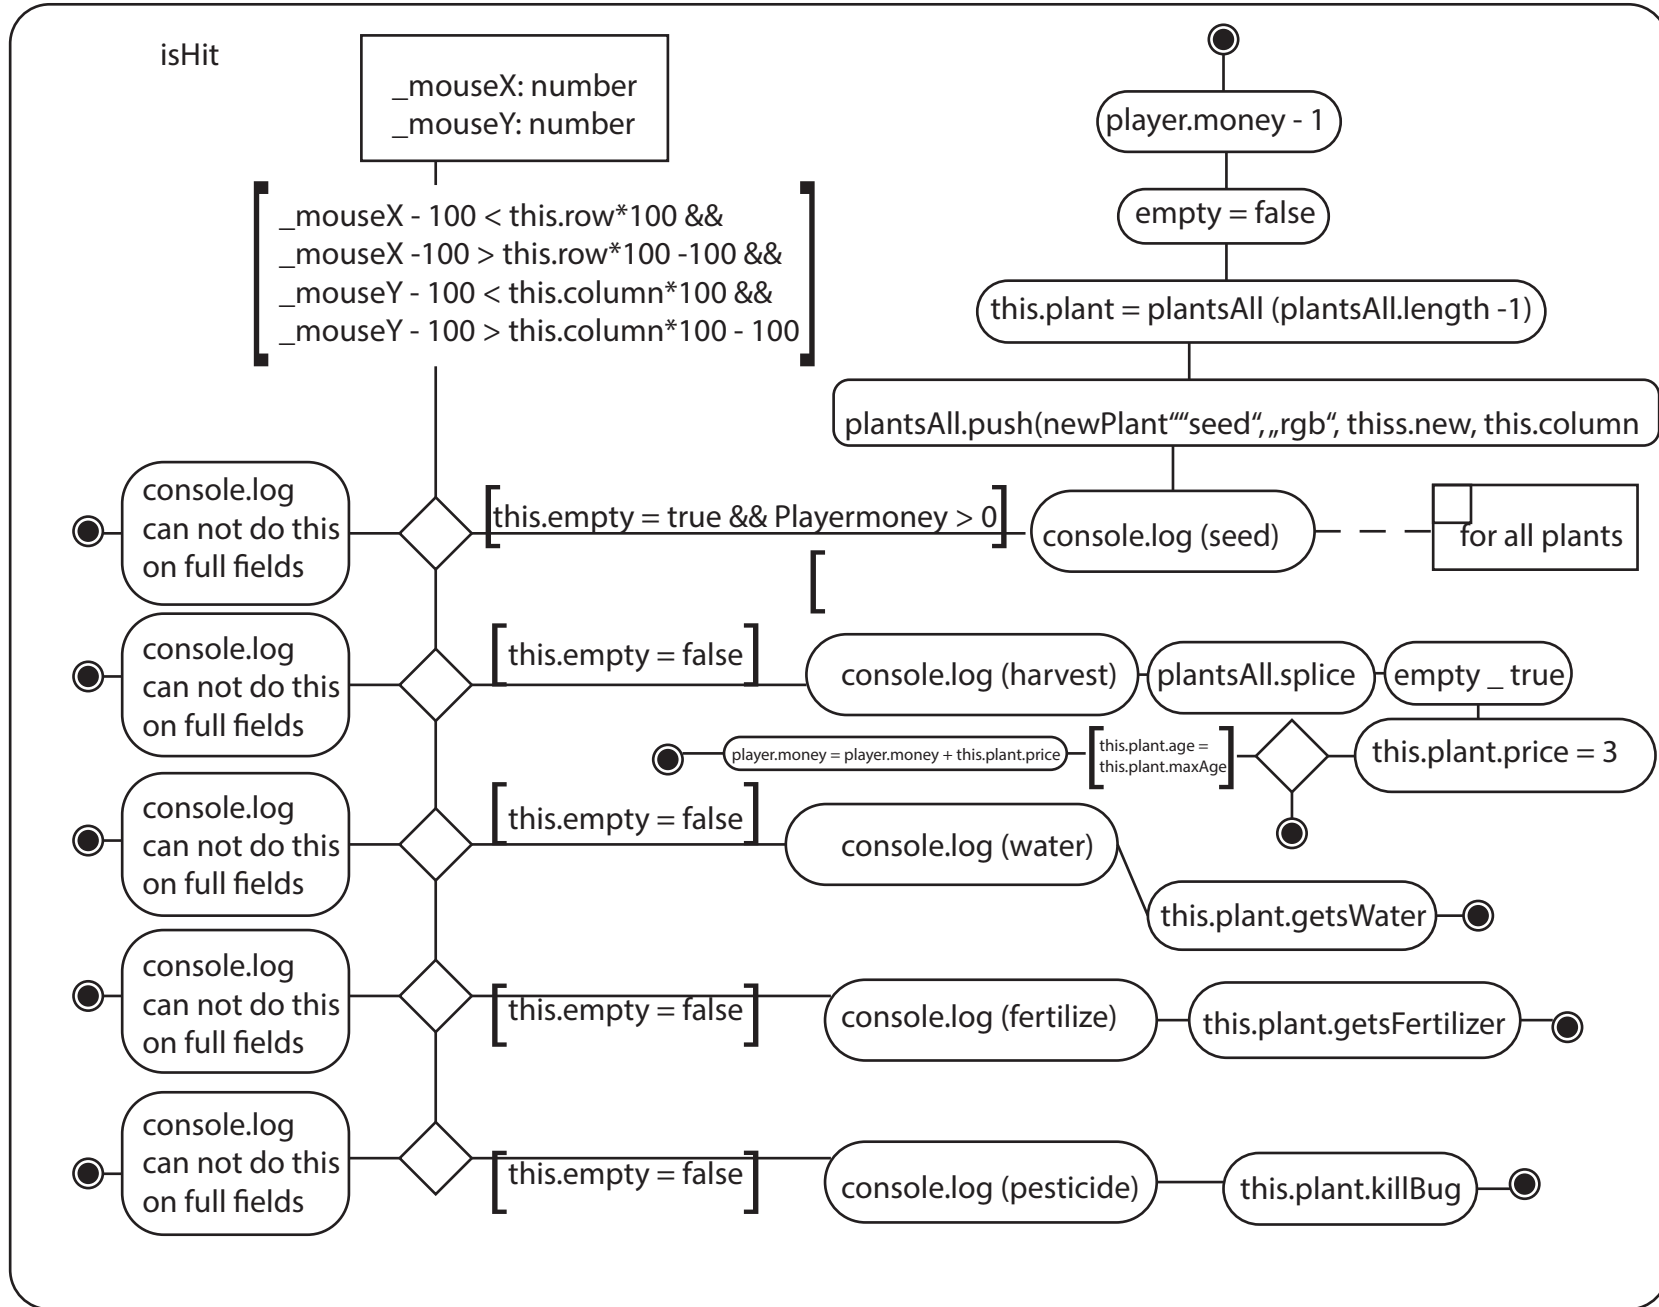 isHit
_mouseX: number
_mouseY: number
_mouseX - 100 < this.row*100 &&
_mouseX -100 > this.row*100 -100 &&
_mouseY - 100 < this.column*100 &&
_mouseY - 100 > this.column*100 - 100
player.money - 1
empty = false
this.plant = plantsAll (plantsAll.length -1)
plantsAll.push(newPlant““seed“,„rgb“, thiss.new, this.column
console.log
can not do this
on full fields
this.empty = true && Playermoney > 0
console.log (seed)
for all plants
console.log
can not do this
on full fields
this.empty = false
console.log (harvest)
plantsAll.splice
empty _ true
player.money = player.money + this.plant.price
this.plant.age =
this.plant.maxAge
this.plant.price = 3
console.log
can not do this
on full fields
this.empty = false
console.log (water)
this.plant.getsWater
console.log
can not do this
on full fields
this.empty = false
console.log (fertilize)
this.plant.getsFertilizer
console.log
can not do this
on full fields
this.empty = false
console.log (pesticide)
this.plant.killBug